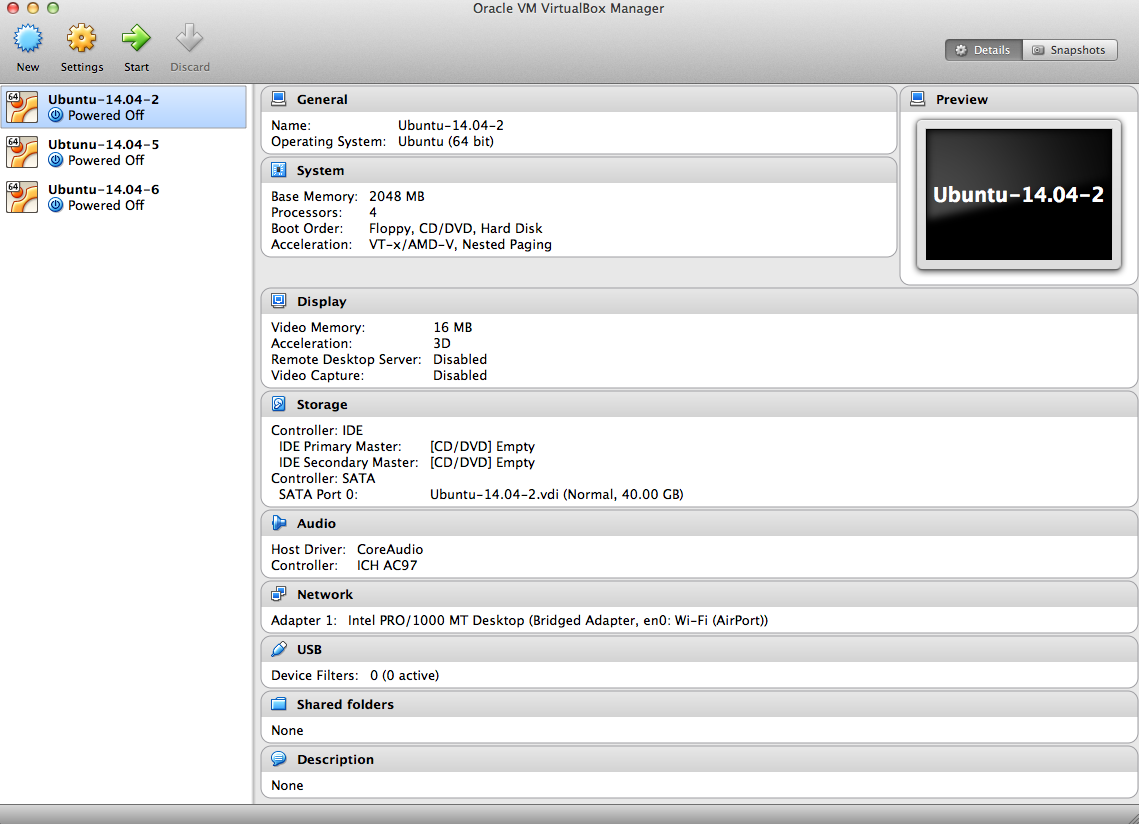 Oracle VM VirtualBox Manager
New Settings Start Discard
Details Snapshots
64
Ubuntu-14.04-2
Powered Off
64
Ubtunu-14.04-5
Powered Off
64
Ubuntu-14.04-6
Powered Off
General
Name: Ubuntu-14.04-2
Operating System: Ubuntu (64 bit)
Preview
Ubuntu-14.04-2
System
Base Memory: 2048 MB
Processors: 4
Boot Order: Floppy, CD/DVD, Hard Disk
Acceleration: VT-x/AMD-V, Nested Paging
Display
Video Memory: 16 MB
Acceleration: 3D
Remote Desktop Server: Disabled
Video Capture: Disabled
Storage
Controller: IDE
IDE Primary Master: [CD/DVD] Empty
IDE Secondary Master: [CD/DVD] Empty
Controller: SATA
SATA Port 0: Ubuntu-14.04-2.vdi (Normal, 40.00 GB)
Audio
Host Driver: CoreAudio
Controller: ICH AC97
Network
Adapter 1: Intel PRO/1000 MT Desktop (Bridged Adapter, en0: Wi-Fi (AirPort))
USB
Device Filters: 0 (0 active)
Shared folders
None
Description
None